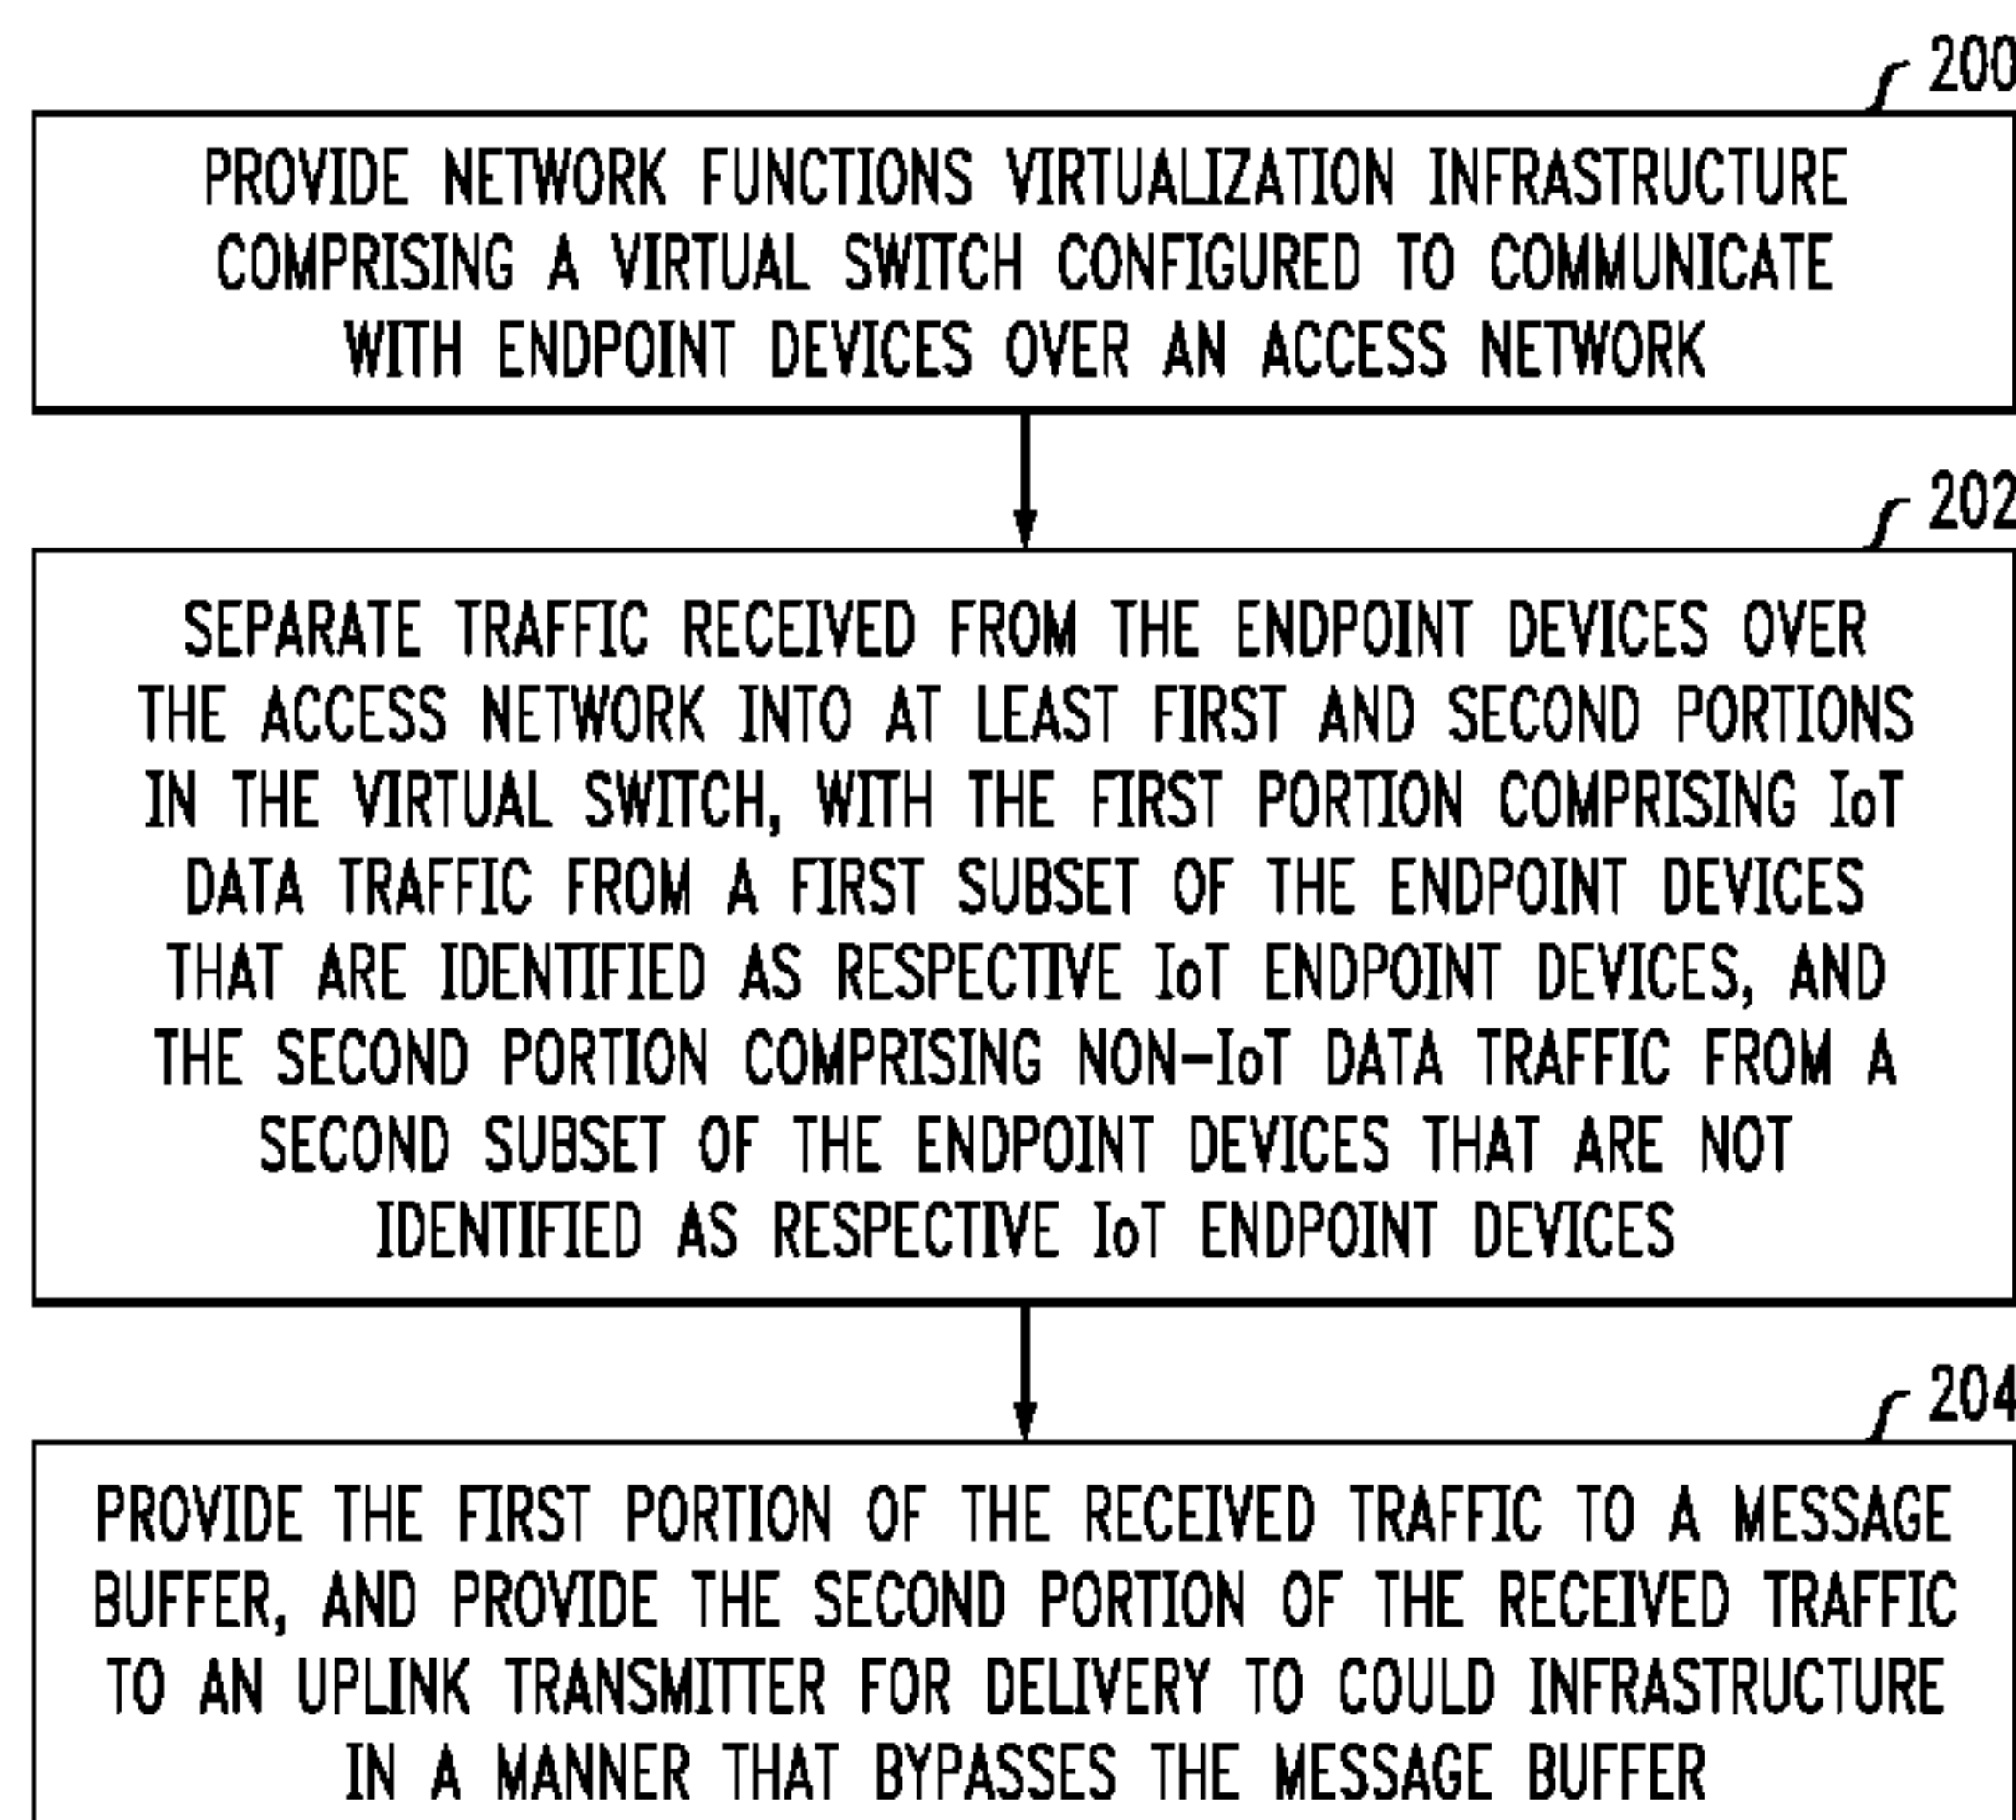 200
PROVIDE NETWORK FUNCTIONS VIRTUALIZATION INFRASTRUCTURE
COMPRISING A VIRTUAL SWITCH CONFIGURED TO COMMUNICATE
WITH ENDPOINT DEVICES OVER AN ACCESS NETWORK
202
SEPARATE TRAFFIC RECEIVED FROM THE ENDPOINT DEVICES OVER
THE ACCESS NETWORK INTO AT LEAST FIRST AND SECOND PORTIONS
IN THE VIRTUAL SWITCH, WITH THE FIRST PORTION COMPRISING IoT
DATA TRAFFIC FROM A FIRST SUBSET OF THE ENDPOINT DEVICES
THAT ARE IDENTIFIED AS RESPECTIVE IoT ENDPOINT DEVICES, AND
THE SECOND PORTION COMPRISING NON-IoT DATA TRAFFIC FROM A
SECOND SUBSET OF THE ENDPOINT DEVICES THAT ARE NOT
IDENTIFIED AS RESPECTIVE IoT ENDPOINT DEVICES
204
PROVIDE THE FIRST PORTION OF THE RECEIVED TRAFFIC TO A MESSAGE
BUFFER, AND PROVIDE THE SECOND PORTION OF THE RECEIVED TRAFFIC
TO AN UPLINK TRANSMITTER FOR DELIVERY TO COULD INFRASTRUCTURE
IN A MANNER THAT BYPASSES THE MESSAGE BUFFER